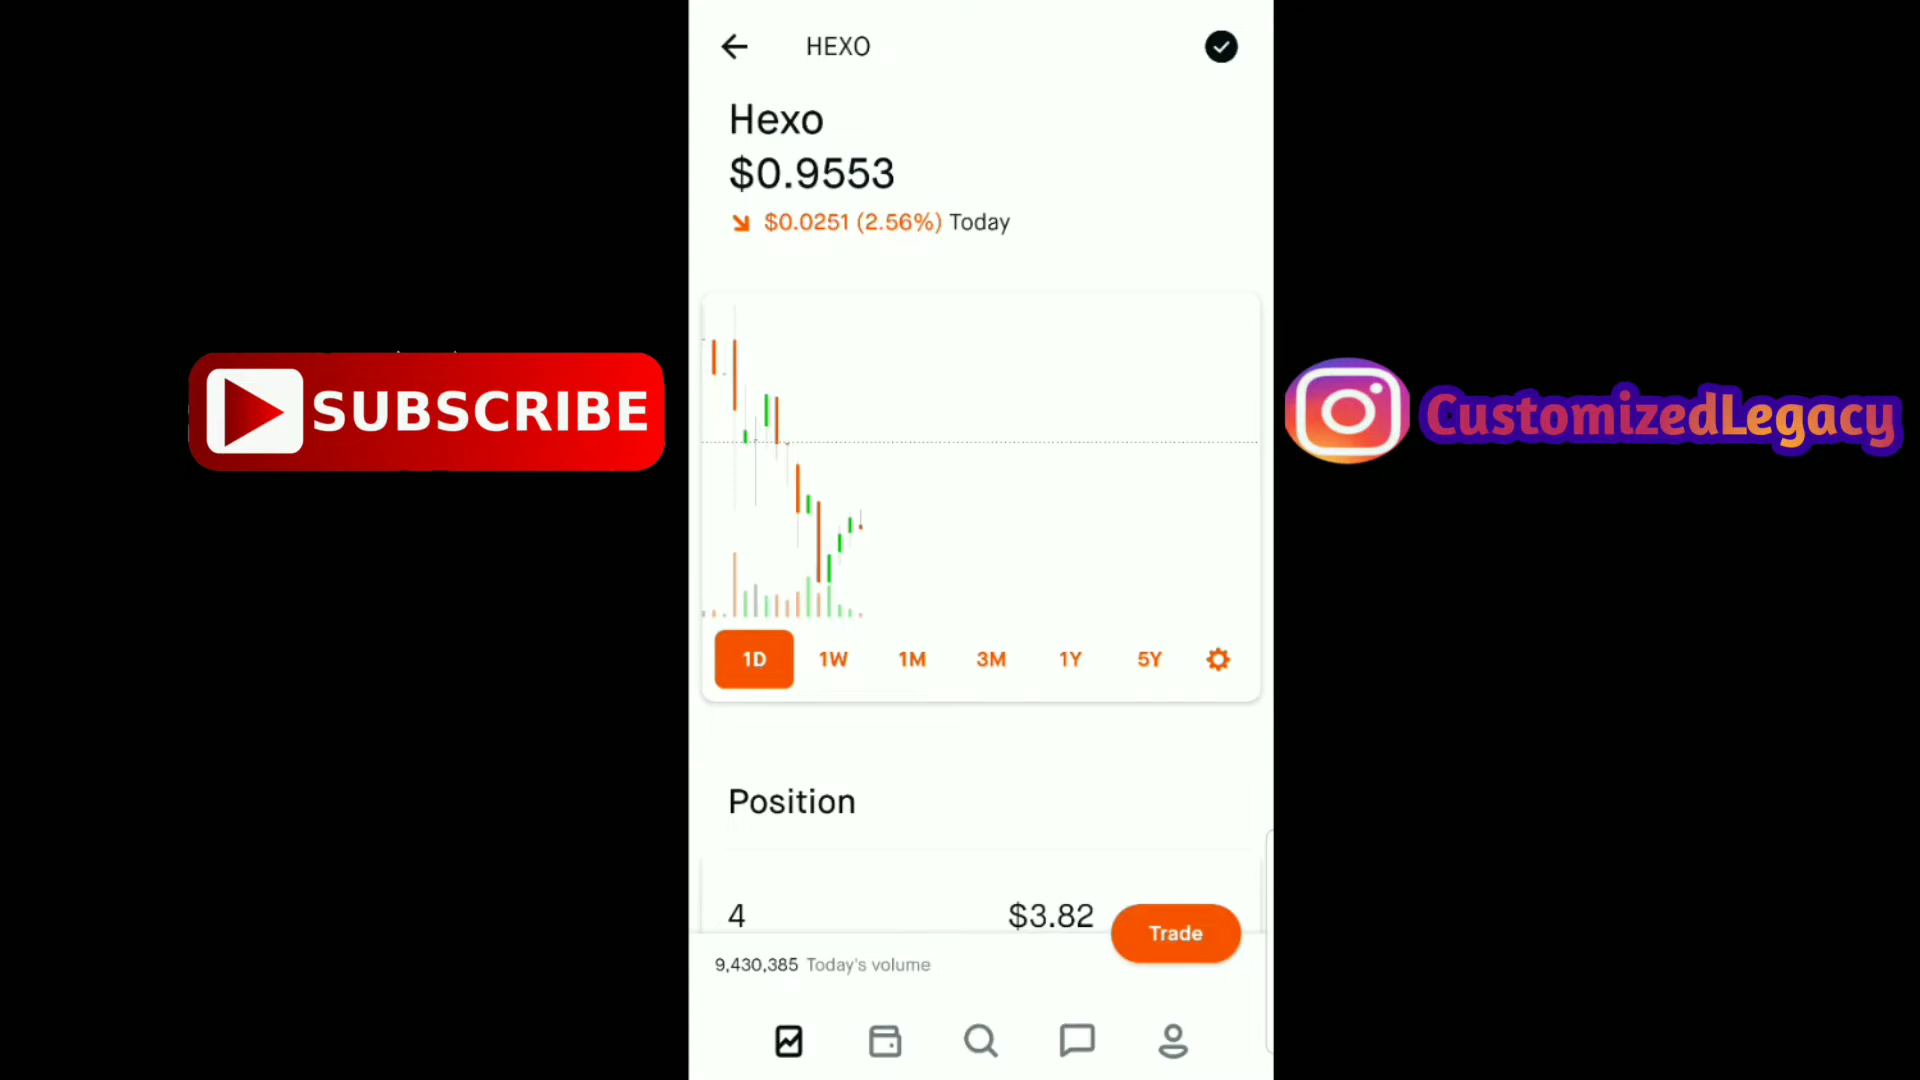 HEXO
Hexo
$0.9553
$0.0251 (2.56%) Today
SUBSCRIBE
CustomizedLegacy
1D 1W 1M 3M 1Y 5Y
Position
4 $3.82
Trade
9,430,385 Today's volume